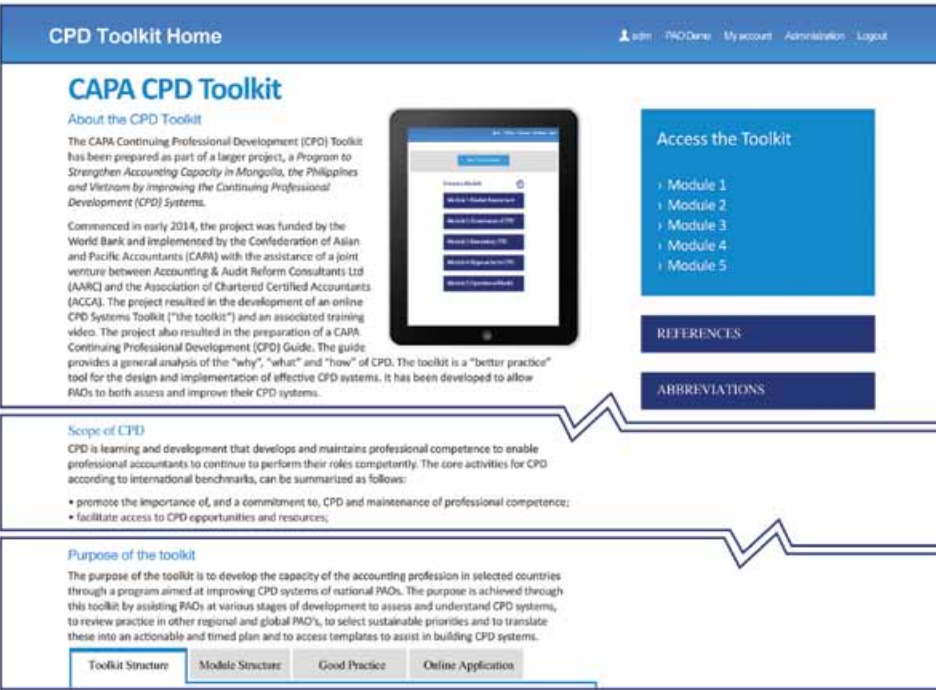 CPD Toolkit Home
adm PAO Demo My account Administration Logout
CAPA CPD Toolkit
About the CPD Toolkit
The CAPA Continuing Professional Development (CPD) Toolkit
has been prepared as part of a larger project, a Program to
Strengthen Accounting Capacity in Mongolia, the Philippines
and Vietnam by improving the Continuing Professional
Development (CPD) Systems.
Commenced in early 2014, the project was funded by the
World Bank and implemented by the Confederation of Asian
and Pacific Accountants (CAPA) with the assistance of a joint
venture between Accounting & Audit Reform Consultants Ltd
(AARC) and the Association of Chartered Certified Accountants
(ACCA). The project resulted in the development of an online
CPD Systems Toolkit ("the toolkit") and an associated training
video. The project also resulted in the preparation of a CAPA
Continuing Professional Development (CPD) Guide. The guide
provides a general analysis of the "why", "what" and "how" of CPD. The toolkit is a "better practice"
tool for the design and implementation of effective CPD systems. It has been developed to allow
PAOs to both assess and improve their CPD systems.
Access the Toolkit
› Module 1
› Module 2
› Module 3
› Module 4
› Module 5
REFERENCES
ABBREVIATIONS
Scope of CPD
CPD is learning and development that develops and maintains professional competence to enable
professional accountants to continue to perform their roles competently. The core activities for CPD
according to international benchmarks, can be summarized as follows:
• promote the importance of, and a commitment to, CPD and maintenance of professional competence;
• facilitate access to CPD opportunities and resources;
Purpose of the toolkit
The purpose of the toolkit is to develop the capacity of the accounting profession in selected countries
through a program aimed at improving CPD systems of national PAOs. The purpose is achieved through
this toolkit by assisting PAOs at various stages of development to assess and understand CPD systems,
to review practice in other regional and global PAO's, to select sustainable priorities and to translate
these into an actionable and timed plan and to access templates to assist in building CPD systems.
Toolkit Structure Module Structure Good Practice Online Application